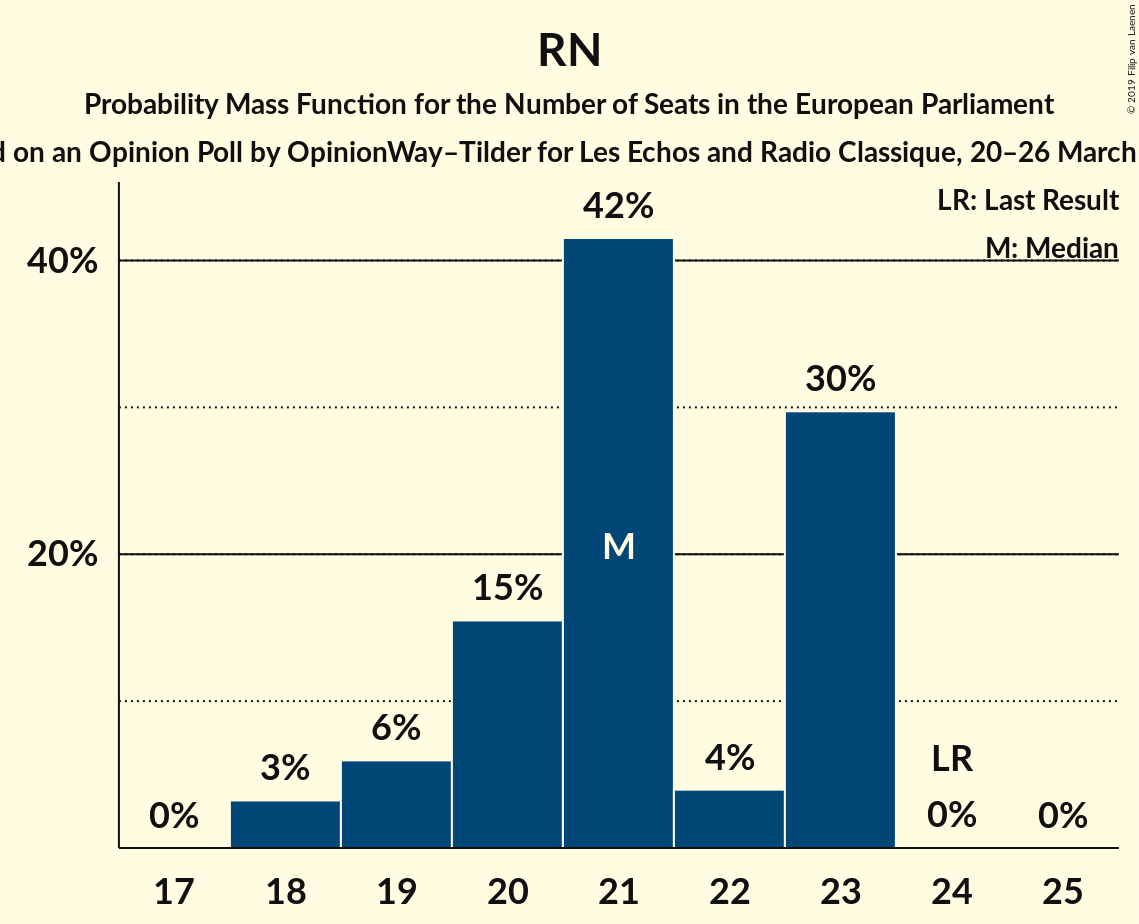 RN
Probability Mass Function for the Number of Seats in the European Parliament
on an Opinion Poll by OpinionWay–Tilder for Les Echos and Radio Classique, 20–26 March
© 2019 Filip van Laenen
LR: Last Result
M: Median
40%
20%
42%
30%
15%
6%
3%
4%
0%
LR
0%
0%
M
17 18 19 20 21 22 23 24 25